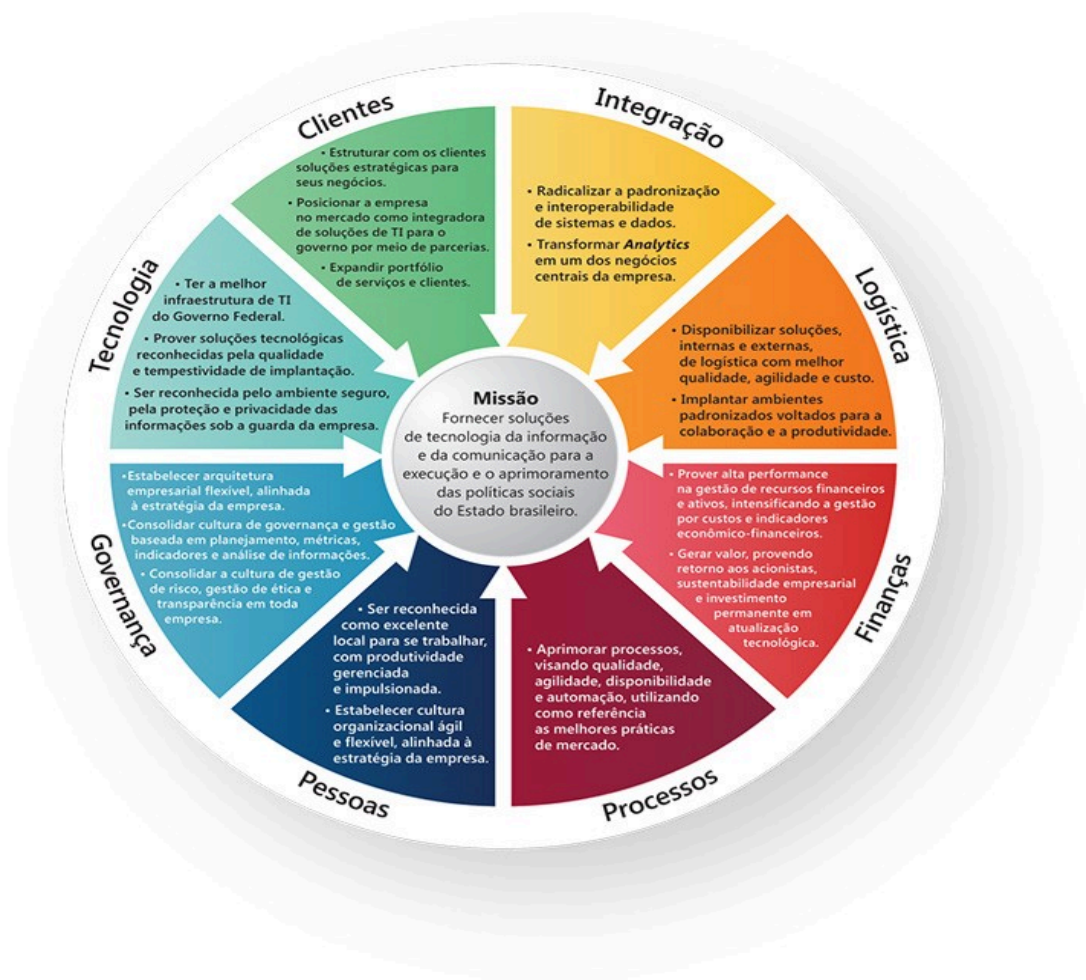 Clientes
• Estruturar com os clientes
soluções estratégicas para
seus negócios.
• Posicionar a empresa
no mercado como integradora
de soluções de TI para o
governo por meio de parcerias.
• Expandir portfólio
de serviços e clientes.
Integração
• Radicalizar a padronização
e interoperabilidade
de sistemas e dados.
• Transformar Analytics
em um dos negócios
centrais da empresa.
Logística
• Disponibilizar soluções,
internas e externas,
de logística com melhor
qualidade, agilidade e custo.
• Implantar ambientes
padronizados voltados para a
colaboração e a produtividade.
Finanças
• Prover alta performance
na gestão de recursos financeiros
e ativos, intensificando a gestão
por custos e indicadores
econômico-financeiros.
• Gerar valor, provendo
retorno aos acionistas,
sustentabilidade empresarial
e investimento
permanente em
atualização
tecnológica.
Processos
• Aprimorar processos,
visando qualidade,
agilidade, disponibilidade
e automação, utilizando
como referência
as melhores práticas
de mercado.
Pessoas
• Ser reconhecida
como excelente
local para se trabalhar,
com produtividade
gerenciada
e impulsionada.
• Estabelecer cultura
organizacional ágil
e flexível, alinhada à
estratégia da empresa.
Governança
•Estabelecer arquitetura
empresarial flexível, alinhada
à estratégia da empresa.
•Consolidar cultura de governança e gestão
baseada em planejamento, métricas,
indicadores e análise de informações.
• Consolidar a cultura de gestão
de risco, gestão de ética e
transparência em toda
empresa.
Tecnologia
• Ter a melhor
infraestrutura de TI
do Governo Federal.
• Prover soluções tecnológicas
reconhecidas pela qualidade
e tempestividade de implantação.
• Ser reconhecida pelo ambiente seguro,
pela proteção e privacidade das
informações sob a guarda da empresa.
Missão
Fornecer soluções
de tecnologia da informação
e da comunicação para a
execução e o aprimoramento
das políticas sociais
do Estado brasileiro.